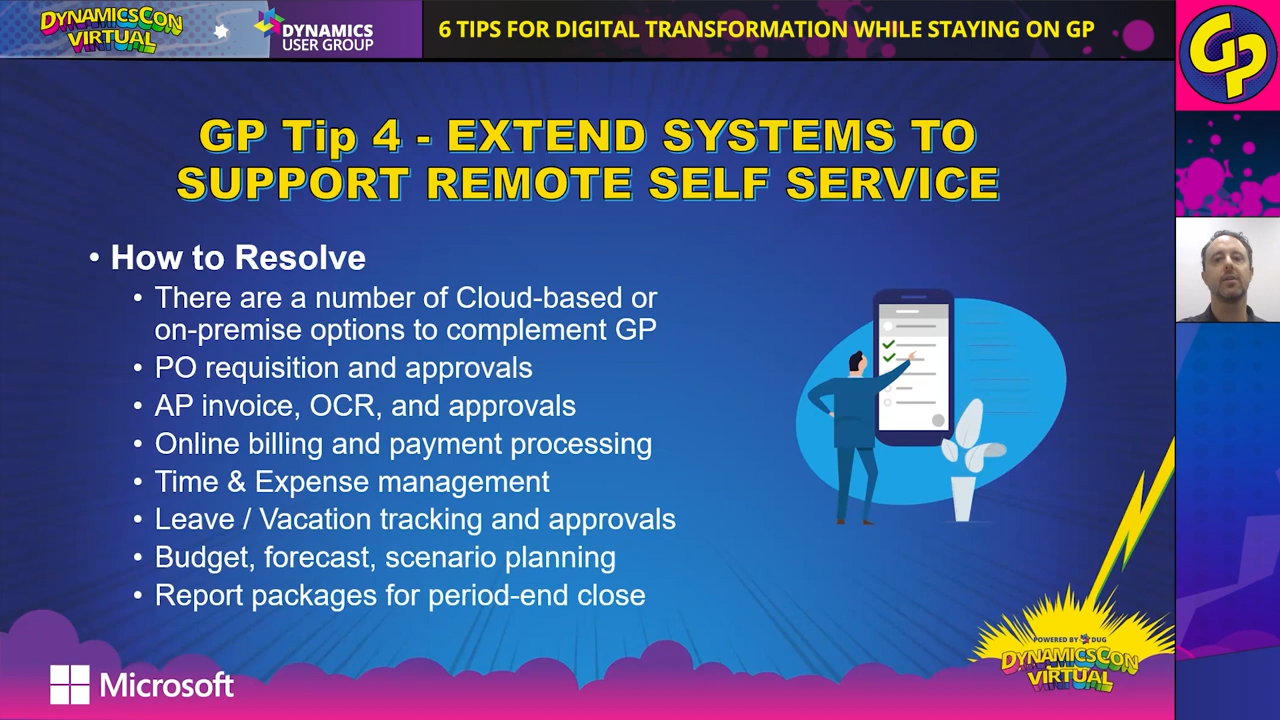 DYNAMICSCON
VIRTUAL
DYNAMICS
USER GROUP
6 TIPS FOR DIGITAL TRANSFORMATION WHILE STAYING ON GP
GP
GP Tip 4 - EXTEND SYSTEMS TO
SUPPORT REMOTE SELF SERVICE
• How to Resolve
• There are a number of Cloud-based or
on-premise options to complement GP
• PO requisition and approvals
• AP invoice, OCR, and approvals
• Online billing and payment processing
• Time & Expense management
• Leave / Vacation tracking and approvals
• Budget, forecast, scenario planning
• Report packages for period-end close
Microsoft
POWERED BY DUG
DYNAMICSCON
VIRTUAL